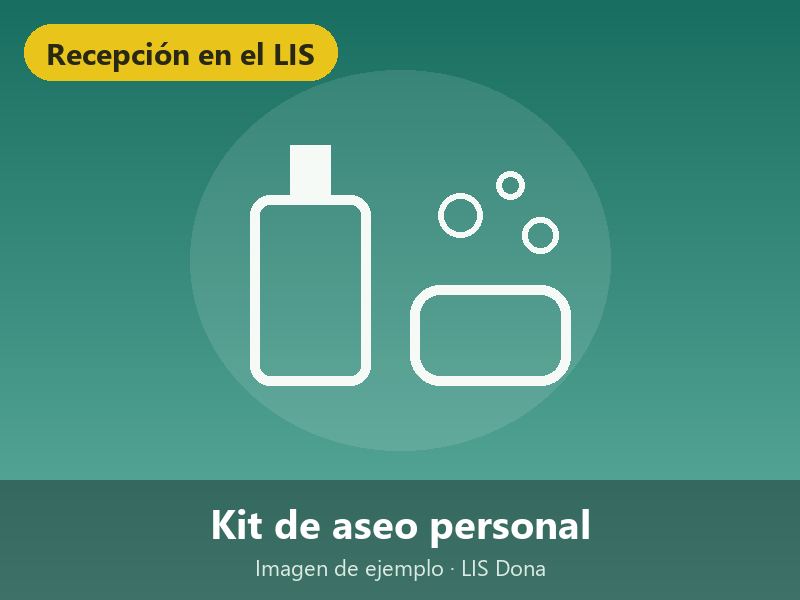 Recepción en el LIS
Kit de aseo personal
Imagen de ejemplo · LIS Dona